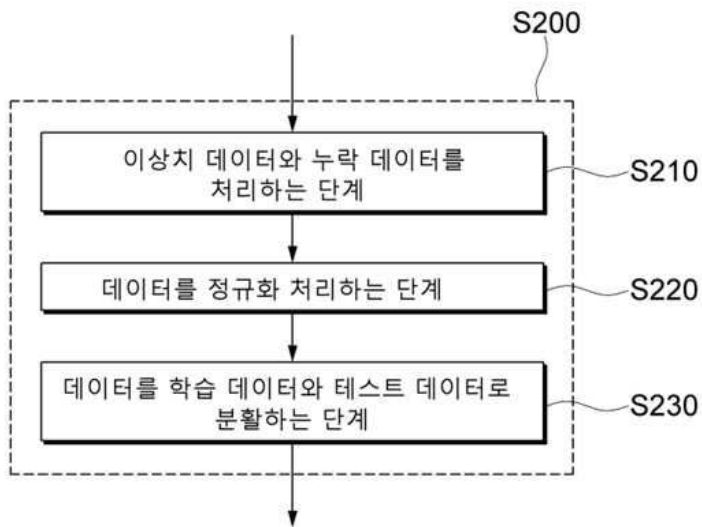 S200
이상치 데이터와 누락 데이터를
처리하는 단계
S210
데이터를 정규화 처리하는 단계
S220
데이터를 학습 데이터와 테스트 데이터로
분활하는 단계
S230